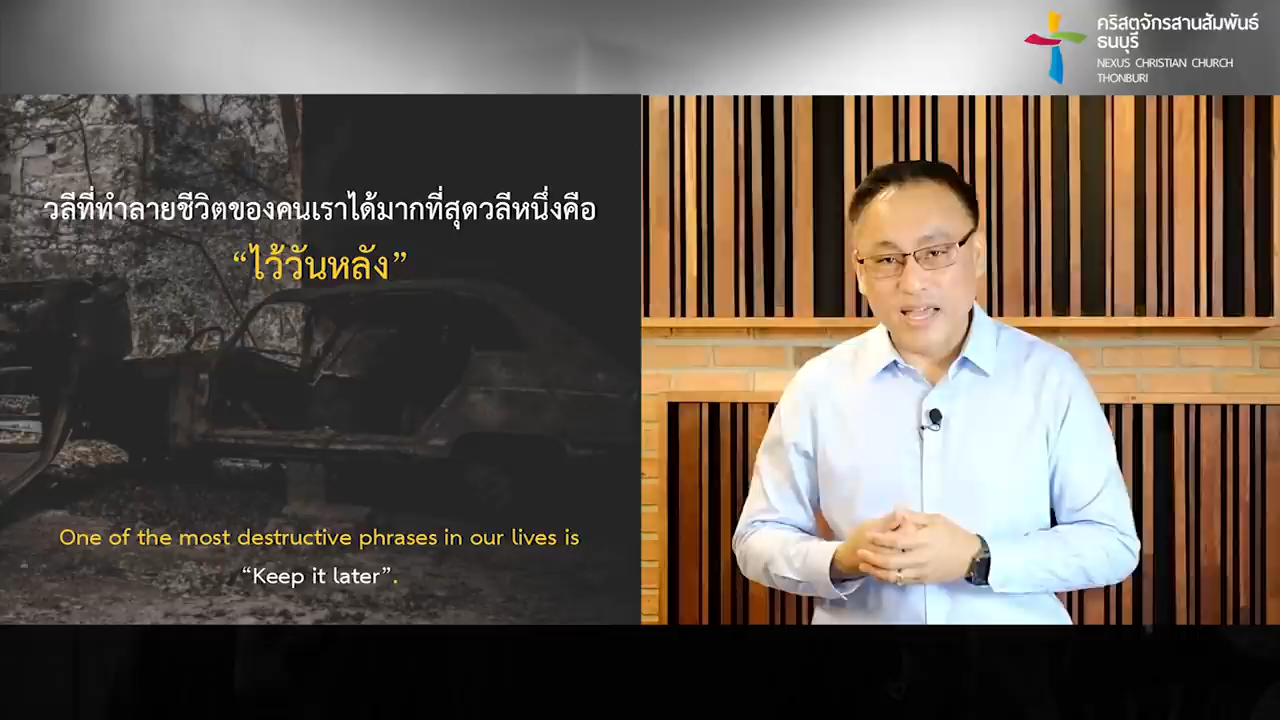 คริสตจักรสานสัมพันธ์
ธนบุรี
NEXUS CHRISTIAN CHURCH
THONBURI
วลีที่ทำลายชีวิตของคนเราได้มากที่สุดวลีหนึ่งคือ
“ไว้วันหลัง”
One of the most destructive phrases in our lives is
“Keep it later”.